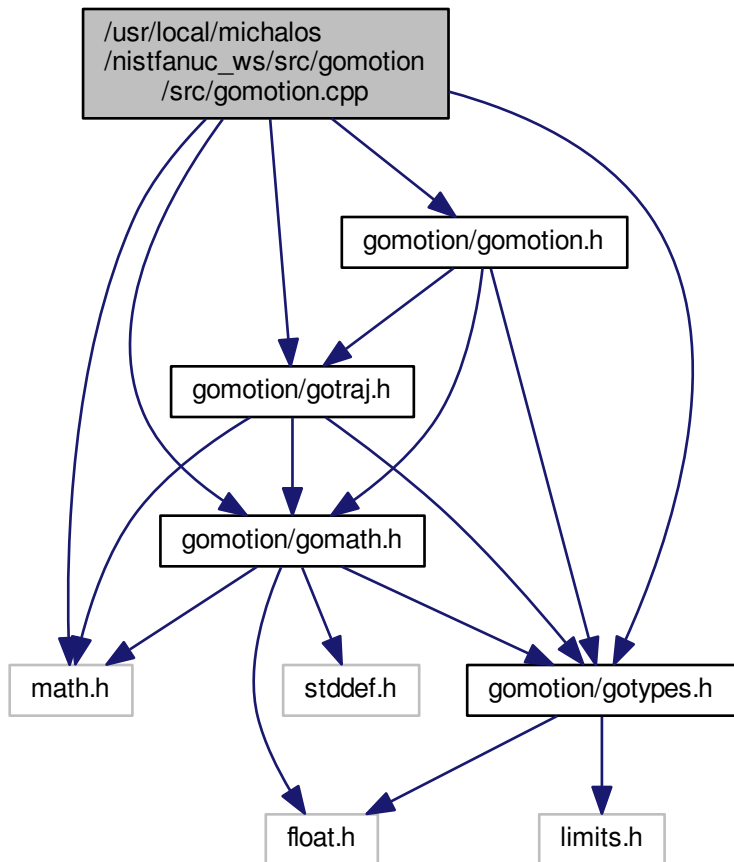 /usr/local/michalos
/nistfanuc_ws/src/gomotion
/src/gomotion.cpp
gomotion/gomotion.h
gomotion/gotraj.h
gomotion/gomath.h
math.h
stddef.h
gomotion/gotypes.h
float.h
limits.h